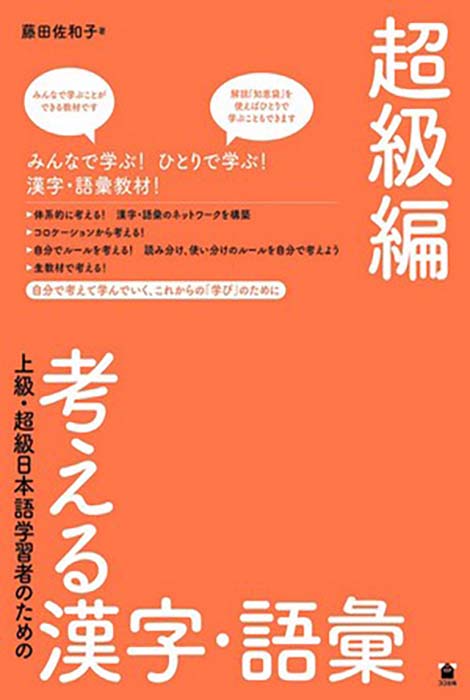 藤田佐和子 著
超級編
みんなで学ぶことが
できる教材です
解説「知恵袋」を
使えばひとりで
学ぶこともできます
みんなで学ぶ! ひとりで学ぶ!
漢字・語彙教材!
▶体系的に考える! 漢字・語彙のネットワークを構築
▶コロケーションから考える!
▶自分でルールを考える! 読み分け、使い分けのルールを自分で考えよう
▶生教材で考える!
自分で考えて学んでいく、これからの「学び」のために
上級・超級日本語学習者のための
考える漢字・語彙
ココ出版